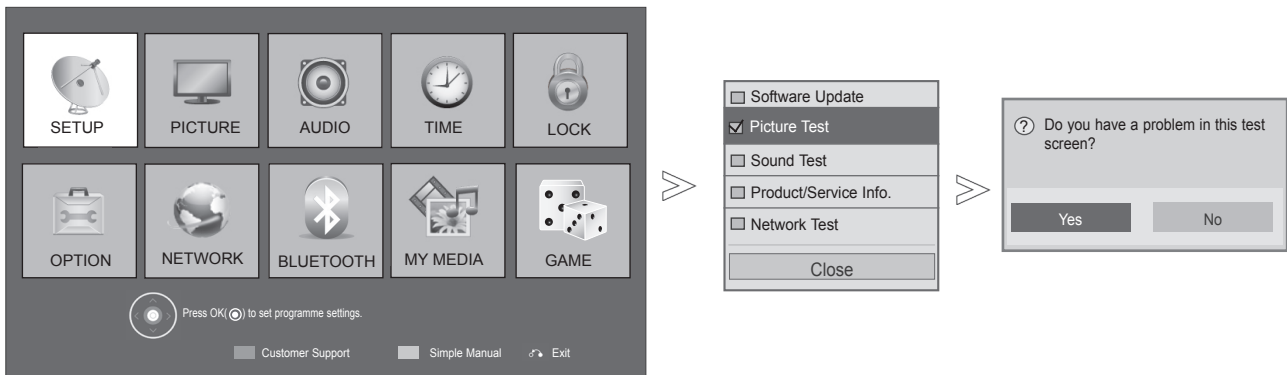 SETUP
PICTURE
AUDIO
TIME
LOCK
OPTION
NETWORK
BLUETOOTH
MY MEDIA
GAME
Press OK( ) to set programme settings.
Customer Support
Simple Manual
Exit
Software Update
Picture Test
Sound Test
Product/Service Info.
Network Test
Close
? Do you have a problem in this test
screen?
Yes
No